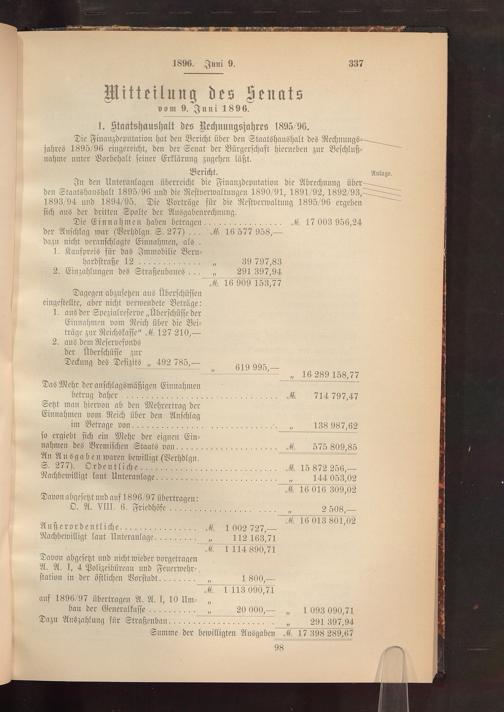 1896. Juni 9.
337
Mitteilung des Senats
vom 9. Juni 1896.
1. Staatshaushalt des Rechnungsjahres 1895/96.
Die Finanzdeputation hat den Bericht über den Staatshaushalt des Rechnungs-
jahres 1895/96 eingereicht, den der Senat der Bürgerschaft hierneben zur Beschluß-
nahme unter Vorbehalt seiner Erklärung zugehen läßt.
Bericht.
Anlage.
In den Unteranlagen überreicht die Finanzdeputation die Abrechnung über
den Staatshaushalt 1895/96 und die Restverwaltungen 1890/91, 1891/92, 1892/93,
1893/94 und 1894/95. Die Vorträge für die Restverwaltung 1895/96 ergeben
sich aus der dritten Spalte der Ausgabenrechnung.
Die Einnahmen haben betragen ........ ℳ 17 003 956,24
der Anschlag war (Verhdlgn. S. 277) ... ℳ 16 577 958,—
dazu nicht veranschlagte Einnahmen, als
1. Kaufpreis für das Immobile Bern-
hardstraße 12 ........ „ 39 797,83
2. Einzahlungen des Straßenbaues ... „ 291 397,94
ℳ 16 909 153,77
Dagegen abzusetzen aus Überschüssen
eingestellte, aber nicht verwendete Beträge:
1. aus der Spezialreserve „Überschüsse der
Einnahmen vom Reich über die Bei-
träge zur Reichskasse“ ℳ 127 210,—
2. aus dem Reservefonds
der Überschüsse zur
Deckung des Defizits „ 492 785,— „ 619 995,—
„ 16 289 158,77
Das Mehr der anschlagsmäßigen Einnahmen
betrug daher ........ ℳ 714 797,47
Setzt man hiervon ab den Mehrertrag der
Einnahmen vom Reich über den Anschlag
im Betrage von ........ „ 138 987,62
so ergiebt sich ein Mehr der eignen Ein-
nahmen des Bremischen Staats von ........ ℳ 575 809,85
An Ausgaben waren bewilligt (Verhdlgn.
S. 277). Ordentliche ........ ℳ 15 872 256,—
Nachbewilligt laut Unteranlage ........ „ 144 053,02
ℳ 16 016 309,02
Davon abgesetzt und auf 1896/97 übertragen:
O. A. VIII. 6. Friedhöfe ........ „ 2 508,—
ℳ 16 013 801,02
Außerordentliche ........ ℳ 1 002 727,—
Nachbewilligt laut Unteranlage ........ „ 112 163,71
ℳ 1 114 890,71
Davon abgesetzt und nicht wieder vorgetragen
A. A. I, 4 Polizeibüreau und Feuerwehr-
station in der östlichen Vorstadt ........ „ 1 800,—
ℳ 1 113 090,71
auf 1896/97 übertragen A. A. I, 10 Um-
bau der Generalkasse ........ „ 20 000,— „ 1 093 090,71
Dazu Auszahlung für Straßenbau ........ „ 291 397,94
Summe der bewilligten Ausgaben ℳ 17 398 289,67
98